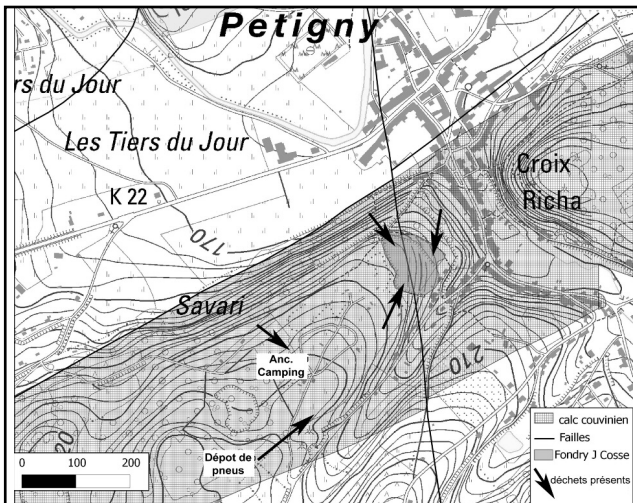 Petigny
rs du Jour
Les Tiers du Jour
Croix
Richa
K 22
170
Savari
Anc.
Camping
210
calc couvinien
Failles
Fondry J Cosse
déchets présents
Dépot de
pneus
20
0 100 200